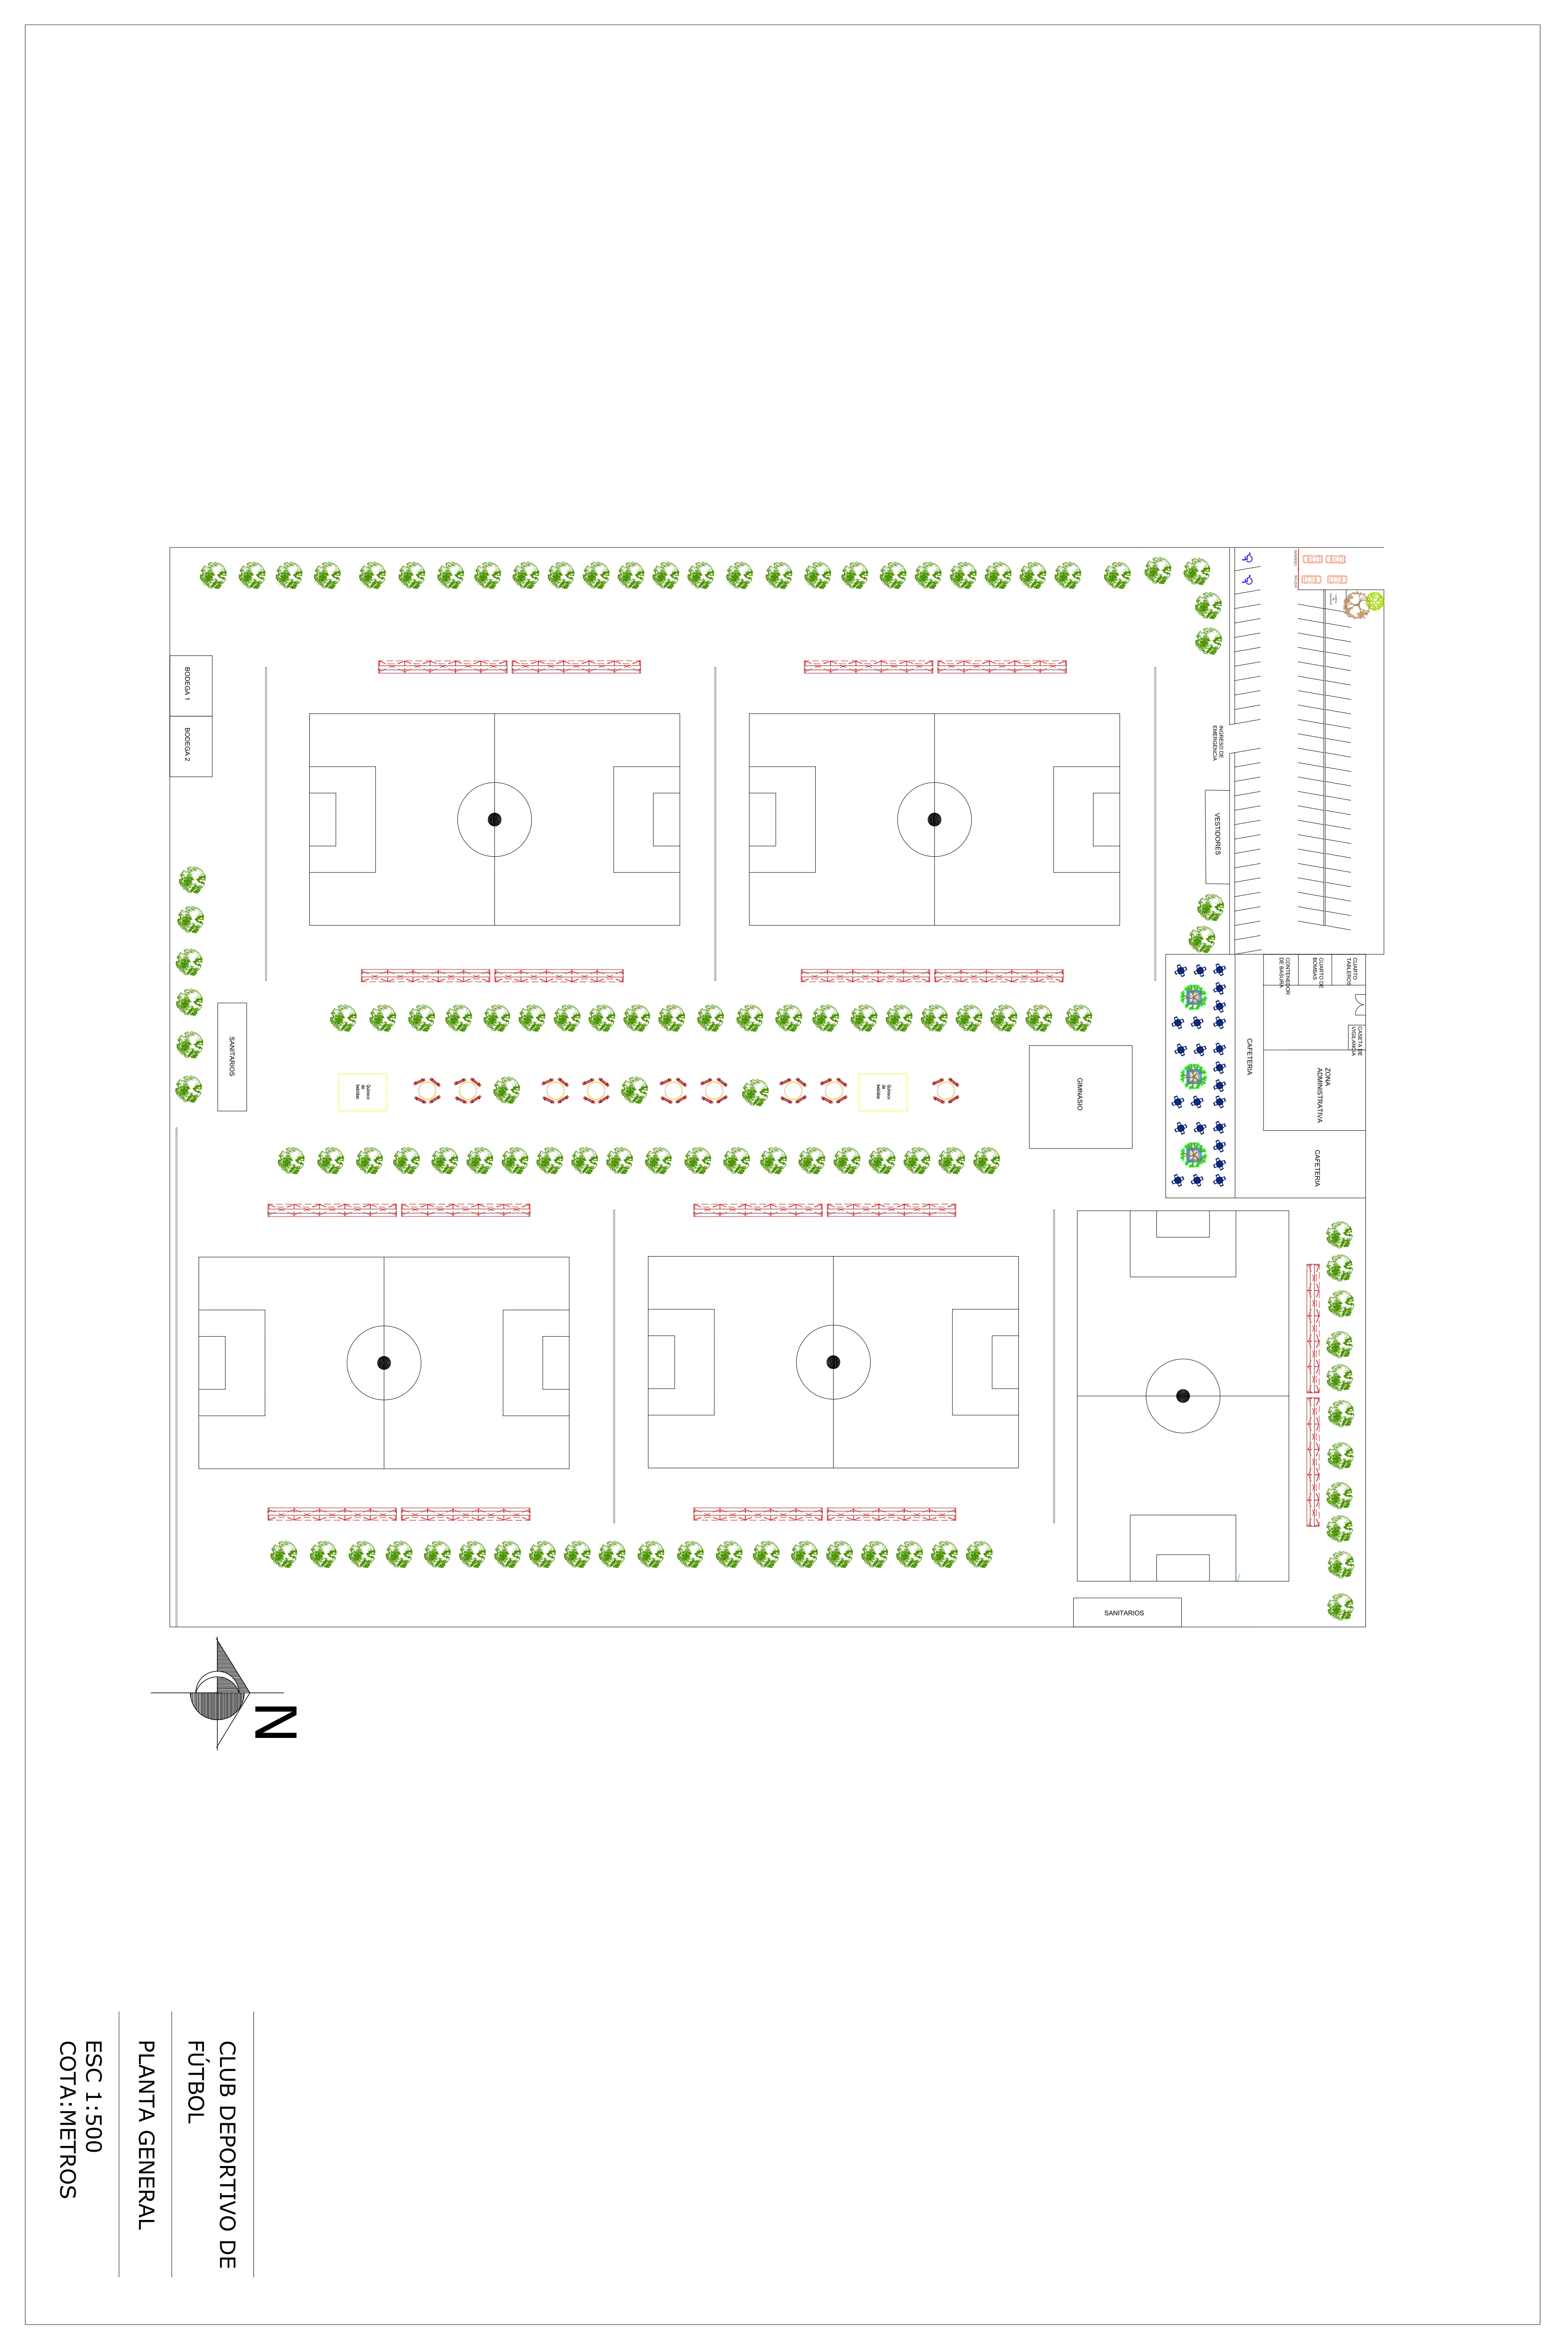 CUARTO
TABLEROS
CASETA DE
VIGILANCIA
ZONA
ADMINISTRATIVA
CAFETERIA
CUARTO DE
BOMBAS
CONTENEDOR
DE BASURA
INGRESO
SALIDA
CAFETERIA
INGRESO DE
EMERGENCIA
VESTIDORES
SANITARIOS
GIMNASIO
Quiosco
de
bebidas
Quiosco
de
bebidas
SANITARIOS
BODEGA 1
BODEGA 2
N
CLUB DEPORTIVO DE
FÚTBOL
PLANTA GENERAL
ESC 1:500
COTA:METROS